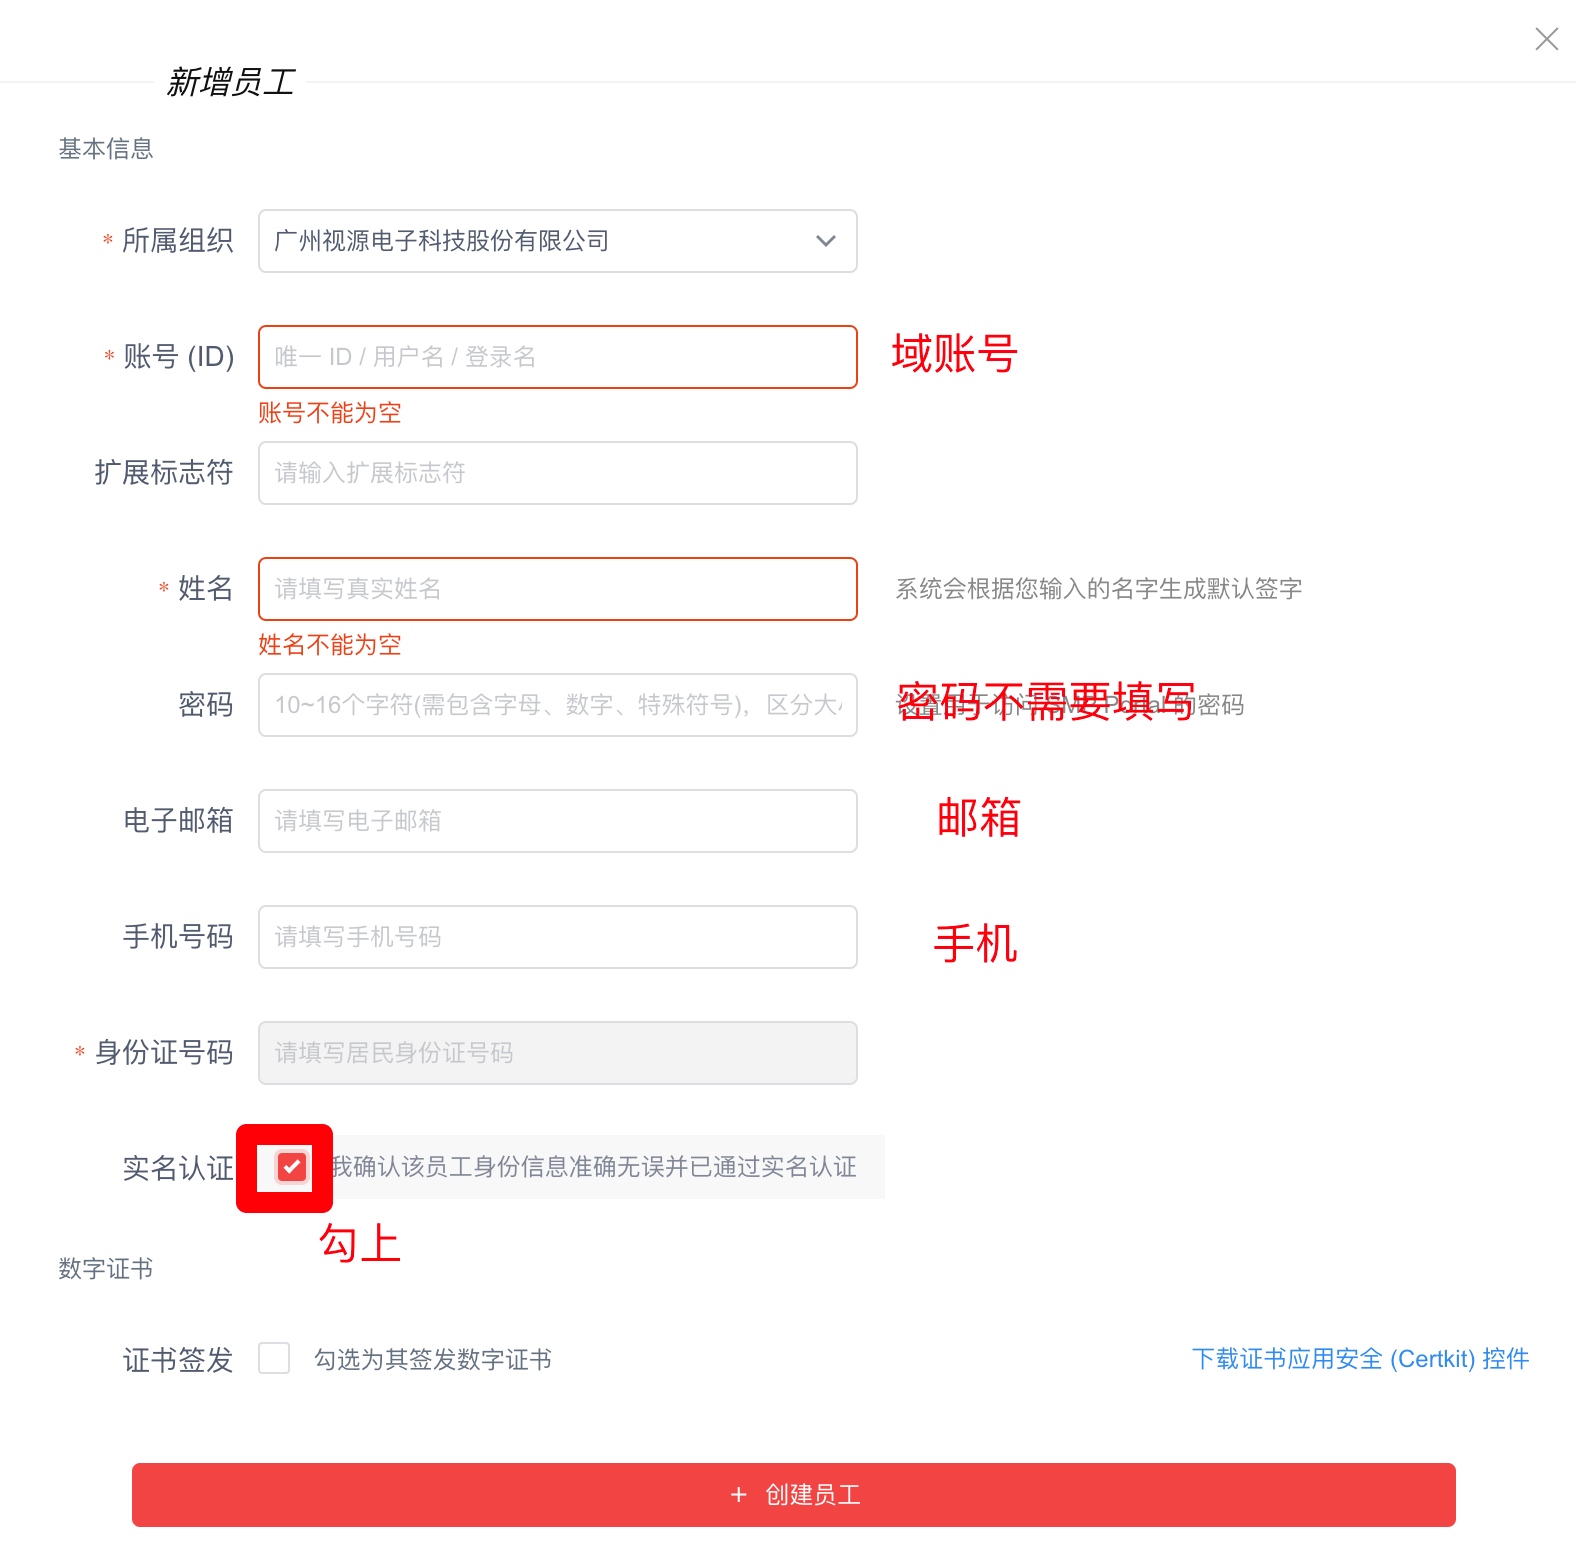 新增员工
基本信息
* 所属组织 广州视源电子科技股份有限公司
* 账号 (ID) 唯一 ID / 用户名 / 登录名 域账号
账号不能为空
扩展标志符 请输入扩展标志符
* 姓名 请填写真实姓名 系统会根据您输入的名字生成默认签字
姓名不能为空
密码 10~16个字符(需包含字母、数字、特殊符号)，区分大 密码不需要填写 的密码
电子邮箱 请填写电子邮箱 邮箱
手机号码 请填写手机号码 手机
* 身份证号码 请填写居民身份证号码
实名认证 我确认该员工身份信息准确无误并已通过实名认证
勾上
数字证书
证书签发 勾选为其签发数字证书 下载证书应用安全 (Certkit) 控件
+ 创建员工